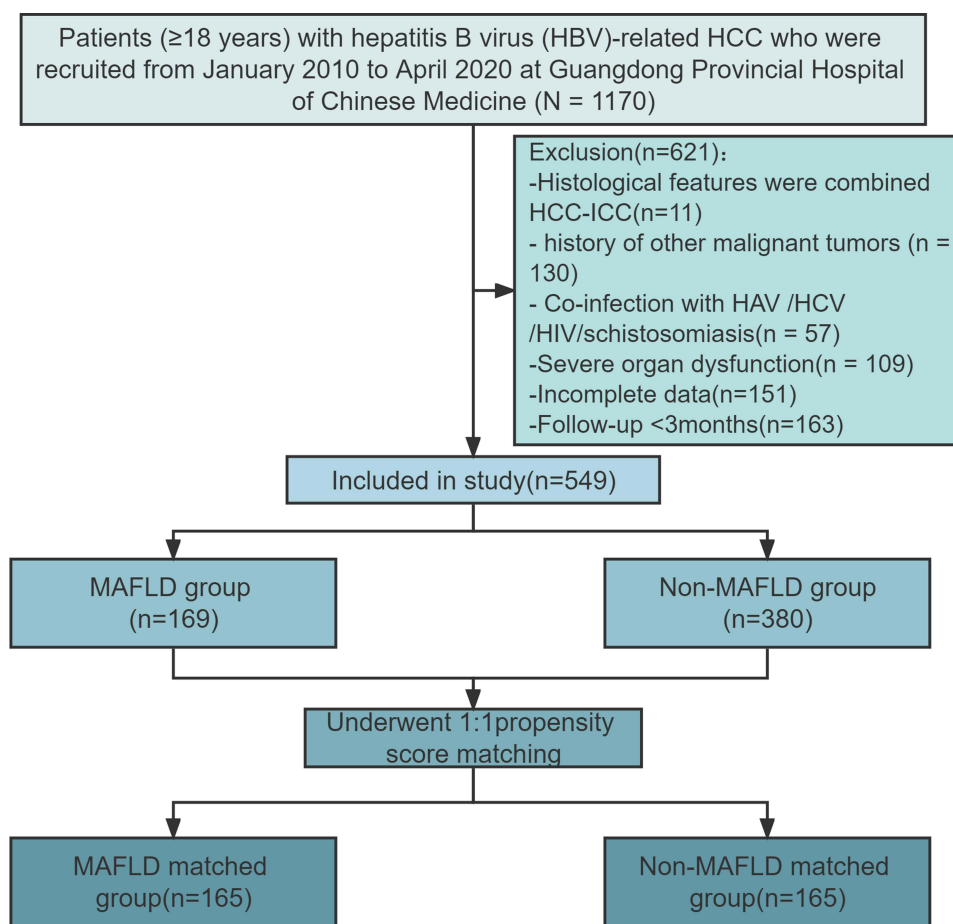 Patients (≥18 years) with hepatitis B virus (HBV)-related HCC who were
recruited from January 2010 to April 2020 at Guangdong Provincial Hospital
of Chinese Medicine (N = 1170)
Exclusion(n=621)：
-Histological features were combined
HCC-ICC(n=11)
- history of other malignant tumors (n =
130)
- Co-infection with HAV /HCV
/HIV/schistosomiasis(n = 57)
-Severe organ dysfunction(n = 109)
-Incomplete data(n=151)
-Follow-up <3months(n=163)
Included in study(n=549)
MAFLD group
(n=169)
Non-MAFLD group
(n=380)
Underwent 1:1propensity
score matching
MAFLD matched
group(n=165)
Non-MAFLD matched
group(n=165)